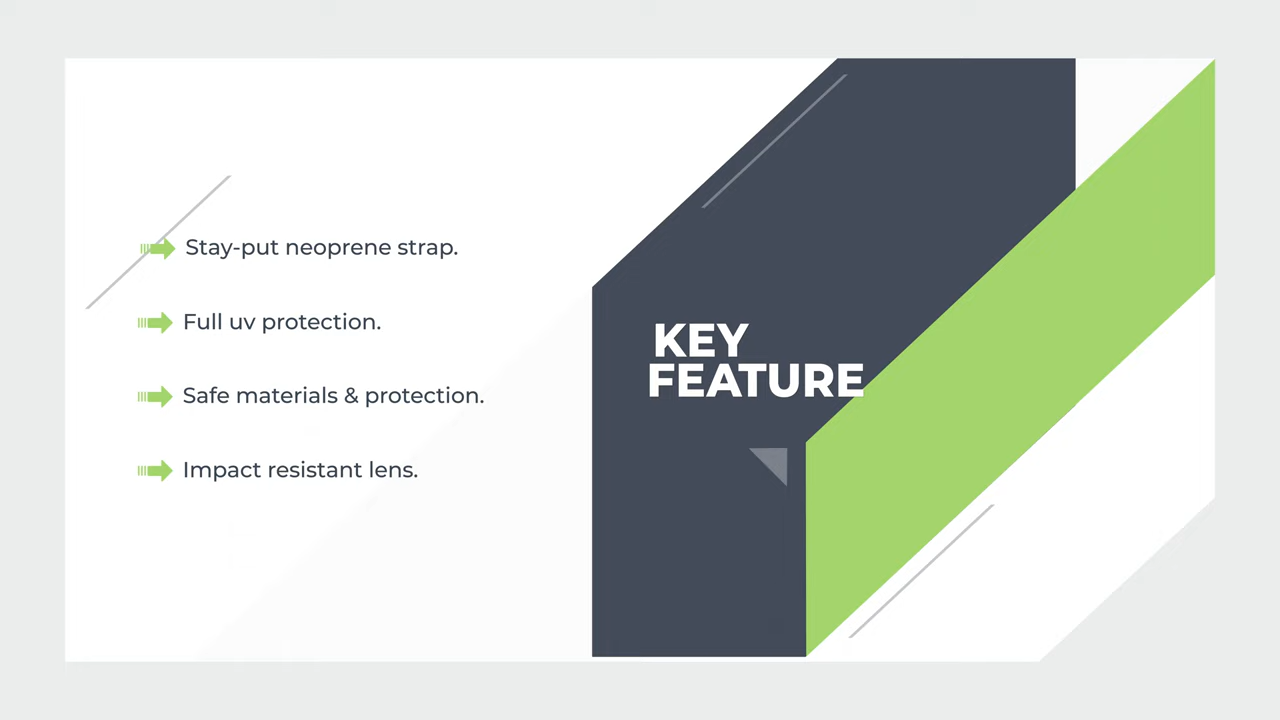 Stay-put neoprene strap.
Full uv protection.
Safe materials & protection.
Impact resistant lens.
KEY
FEATURE